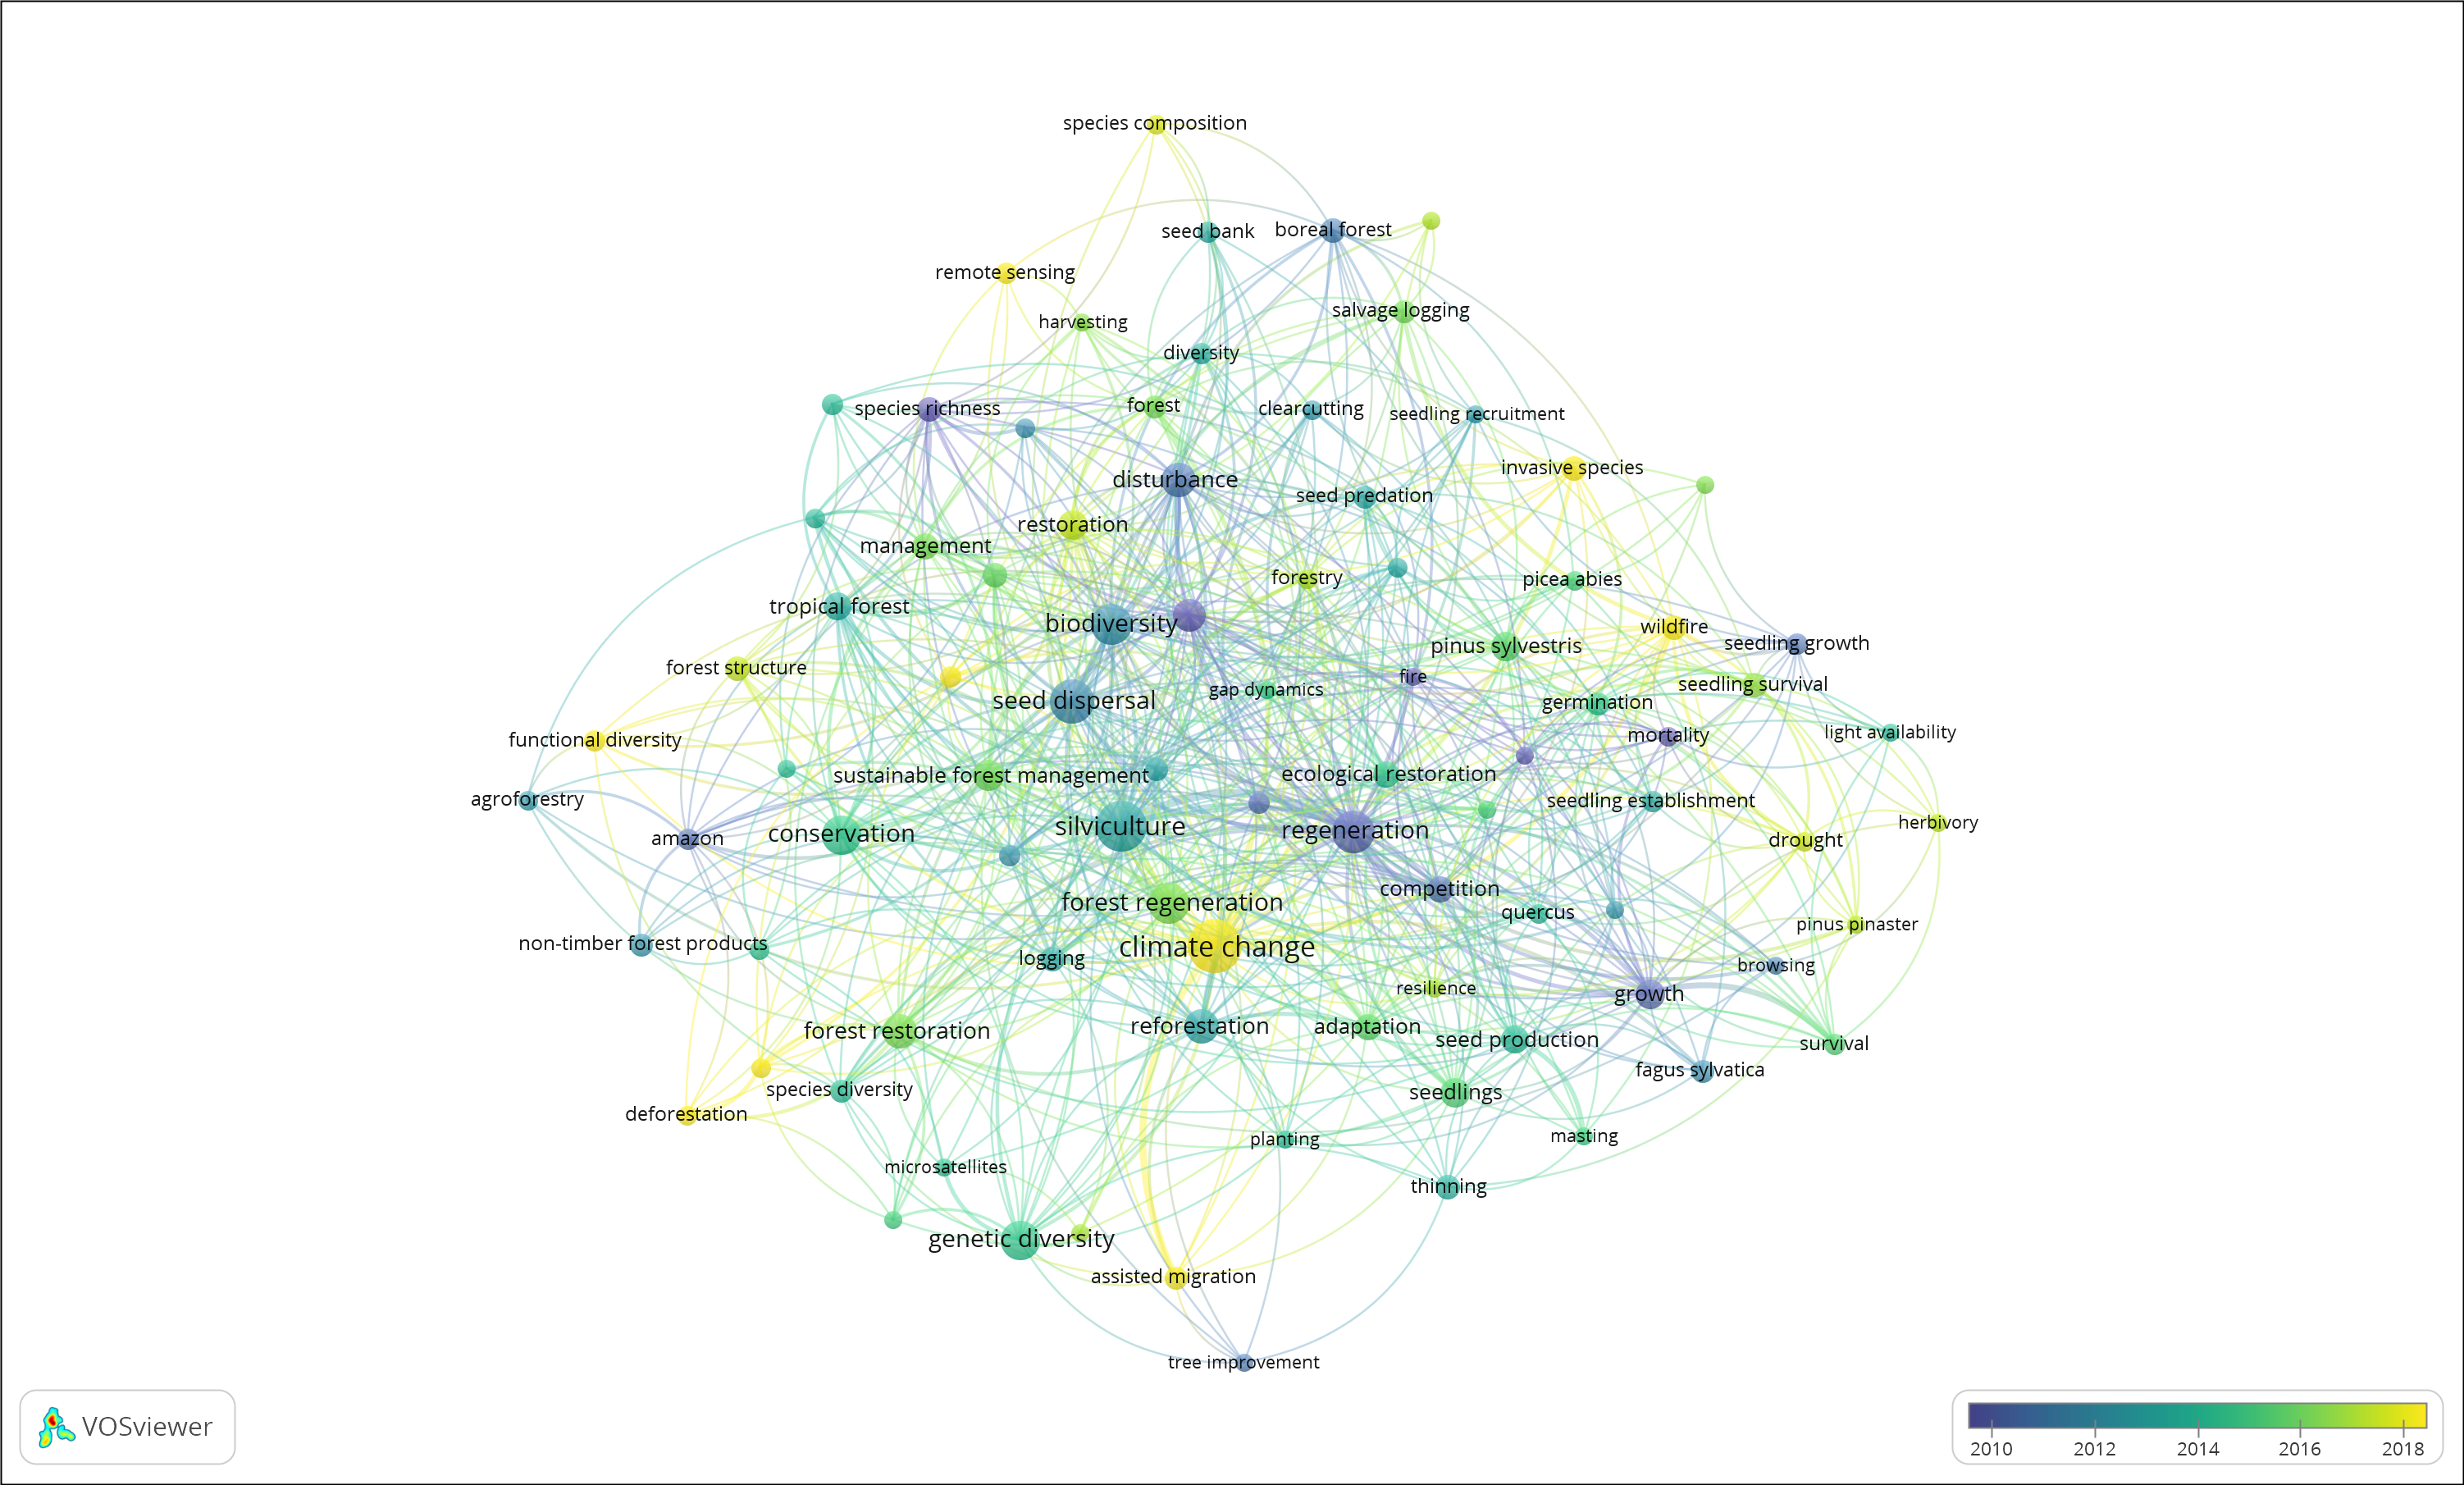 species composition
seed bank
boreal forest
remote sensing
salvage logging
harvesting
diversity
species richness
forest
clearcutting
seedling recruitment
invasive species
disturbance
seed predation
restoration
management
forestry
picea abies
tropical forest
biodiversity
wildfire
pinus sylvestris
seedling growth
forest structure
fire
seedling survival
gap dynamics
seed dispersal
germination
functional diversity
mortality
light availability
sustainable forest management
ecological restoration
agroforestry
seedling establishment
herbivory
silviculture
regeneration
conservation
amazon
drought
competition
forest regeneration
quercus
pinus pinaster
non-timber forest products
climate change
logging
browsing
resilience
growth
forest restoration
reforestation
adaptation
seed production
survival
fagus sylvatica
species diversity
seedlings
deforestation
planting
masting
microsatellites
thinning
genetic diversity
assisted migration
tree improvement
VOSviewer
2010 2012 2014 2016 2018